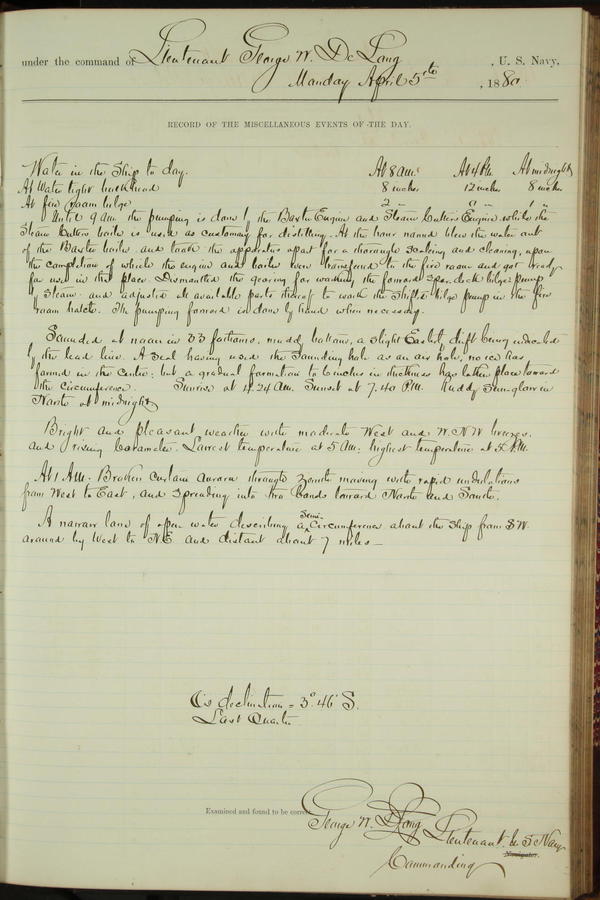 under the command of Lieutenant George W. De Long, U. S. Navy,
Monday April 5th, 1880
RECORD OF THE MISCELLANEOUS EVENTS OF THE DAY.
Water in the Ship to day. At 8 am. At 4 PM. At midnight
At Water tight bulkhead 8 inches 12 inches 8 inches
At fire room bilge 2 " " 1 "
Until 9 am the pumping is done by the Baxter Engine and Steam Cutter's Engine, while the
Steam Cutters boiler is used as customary for distilling. At the hour named blew the water out
of the Baxter boiler and took the apparatus apart for a thorough scaling and cleaning, upon
the completion of which the engine and boiler were transferred to the fire room and got ready
for use in that place. Dismantled the gearing for working the forward spar deck bilge pump
by Steam and adjusted all available parts thereof to work the Ship's bilge pump in the fire
room hatch. The pumping forward is done by hand when necessary.
Sounded at noon in 33 fathoms, muddy bottom, a slight Easterly drift being indicated
by the lead line. A Seal having used the Sounding hole as an air hole, no ice has
formed in the centre: but a gradual formation to 6 inches in thickness has taken place toward
the circumference. Sunrise at 4.24 AM. Sunset at 7.40 PM. Ruddy Sun-glow in
North at midnight
Bright and pleasant weather with moderate West and W.N.W breezes
and rising barometer. Lowest temperature at 5 AM: highest temperature at PM.
At 1 AM. Broken curtain aurora through zenith moving with rapid undulations
from West to East, and spreading into two bands toward North and South.
A narrow lane of open water describing a Semi-Circumference about the Ship from SW.
around by West to N.E. and distant about 7 miles —
☾'s declination = 3° 46' S.
Last Quarter
Examined and found to be correct.
George W. De Long Lieutenant U S Navy
Navigator.
Commanding